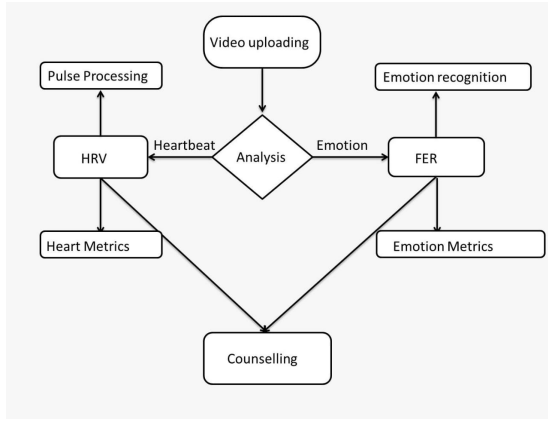 Video uploading
Pulse Processing
Emotion recognition
Heartbeat
Emotion
HRV
Analysis
FER
Heart Metrics
Emotion Metrics
Counselling